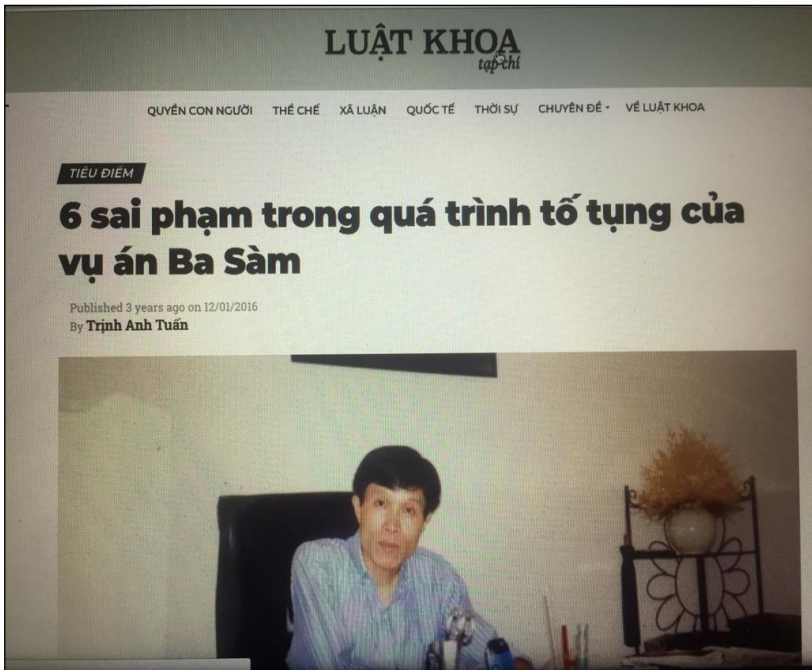 LUẬT KHOA
tạp chí
QUYỀN CON NGƯỜI THỂ CHẾ XÃ LUẬN QUỐC TẾ THỜI SỰ CHUYÊN ĐỀ VỀ LUẬT KHOA
TIÊU ĐIỂM
6 sai phạm trong quá trình tố tụng của
vụ án Ba Sàm
Published 3 years ago on 12/01/2016
By Trịnh Anh Tuấn